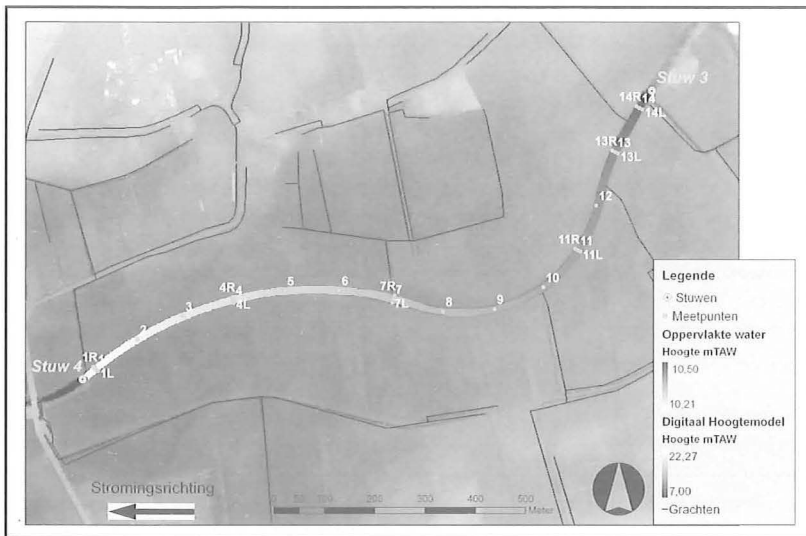 Stuw 3
14R 14
14L
13R 13
13L
12
11R 11
11L
10
9
8
7R 7
7L
6
5
4R 4
4L
3
2
1R 1
1L
Stuw 4
Stromingsrichting
0 100 200 300 400 500
Meter
Legende
Stuwen
Meetpunten
Oppervlakte water
Hoogte mTAW
10,50
10,21
Digitaal Hoogtemodel
Hoogte mTAW
22,27
7,00
Grachten